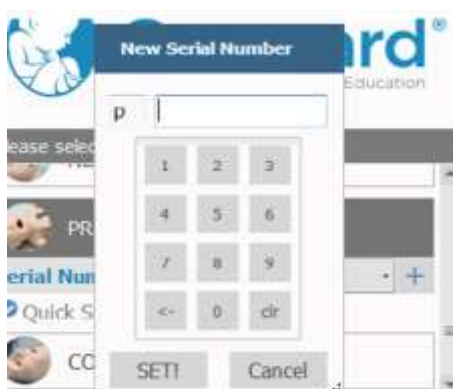 ard®
New Serial Number
Education
p
ease selec
1 2 3
PR
4 5 6
7 8 9
erial Num
+
Quick S
<- 0 clr
CO
SET!
Cancel